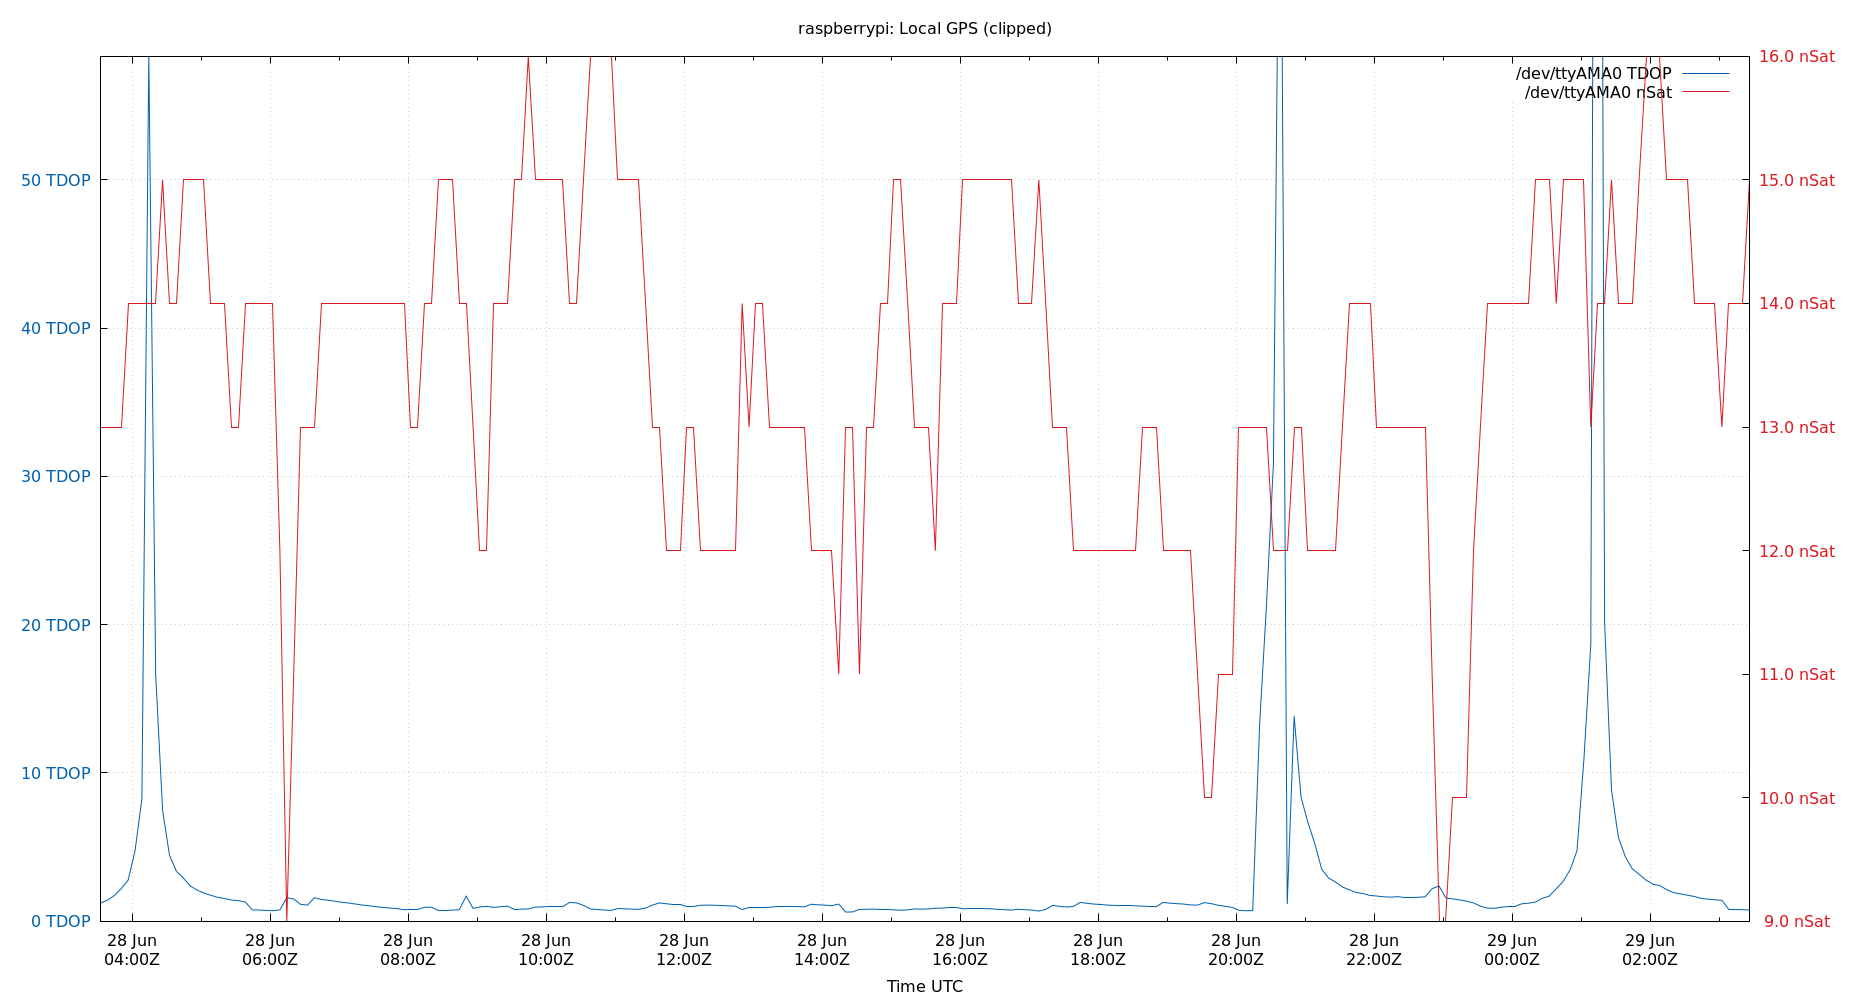 raspberrypi: Local GPS (clipped)
/dev/ttyAMA0 TDOP
/dev/ttyAMA0 nSat
50 TDOP
40 TDOP
30 TDOP
20 TDOP
10 TDOP
0 TDOP
16.0 nSat
15.0 nSat
14.0 nSat
13.0 nSat
12.0 nSat
11.0 nSat
10.0 nSat
9.0 nSat
28 Jun
04:00Z
28 Jun
06:00Z
28 Jun
08:00Z
28 Jun
10:00Z
28 Jun
12:00Z
28 Jun
14:00Z
28 Jun
16:00Z
28 Jun
18:00Z
28 Jun
20:00Z
28 Jun
22:00Z
29 Jun
00:00Z
29 Jun
02:00Z
Time UTC